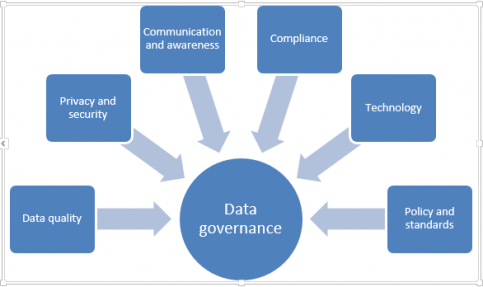 Communication
and awareness
Compliance
Privacy and
security
Technology
Data quality
Data
governance
Policy and
standards